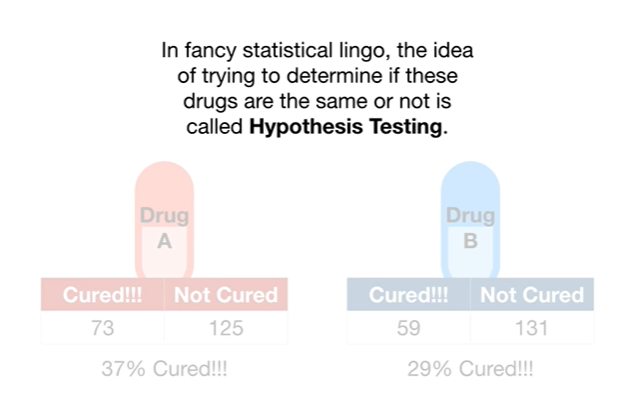 In fancy statistical lingo, the idea
of trying to determine if these
drugs are the same or not is
called Hypothesis Testing.
Drug
A
Cured!!! Not Cured
73 125
37% Cured!!!
Drug
B
Cured!!! Not Cured
59 131
29% Cured!!!